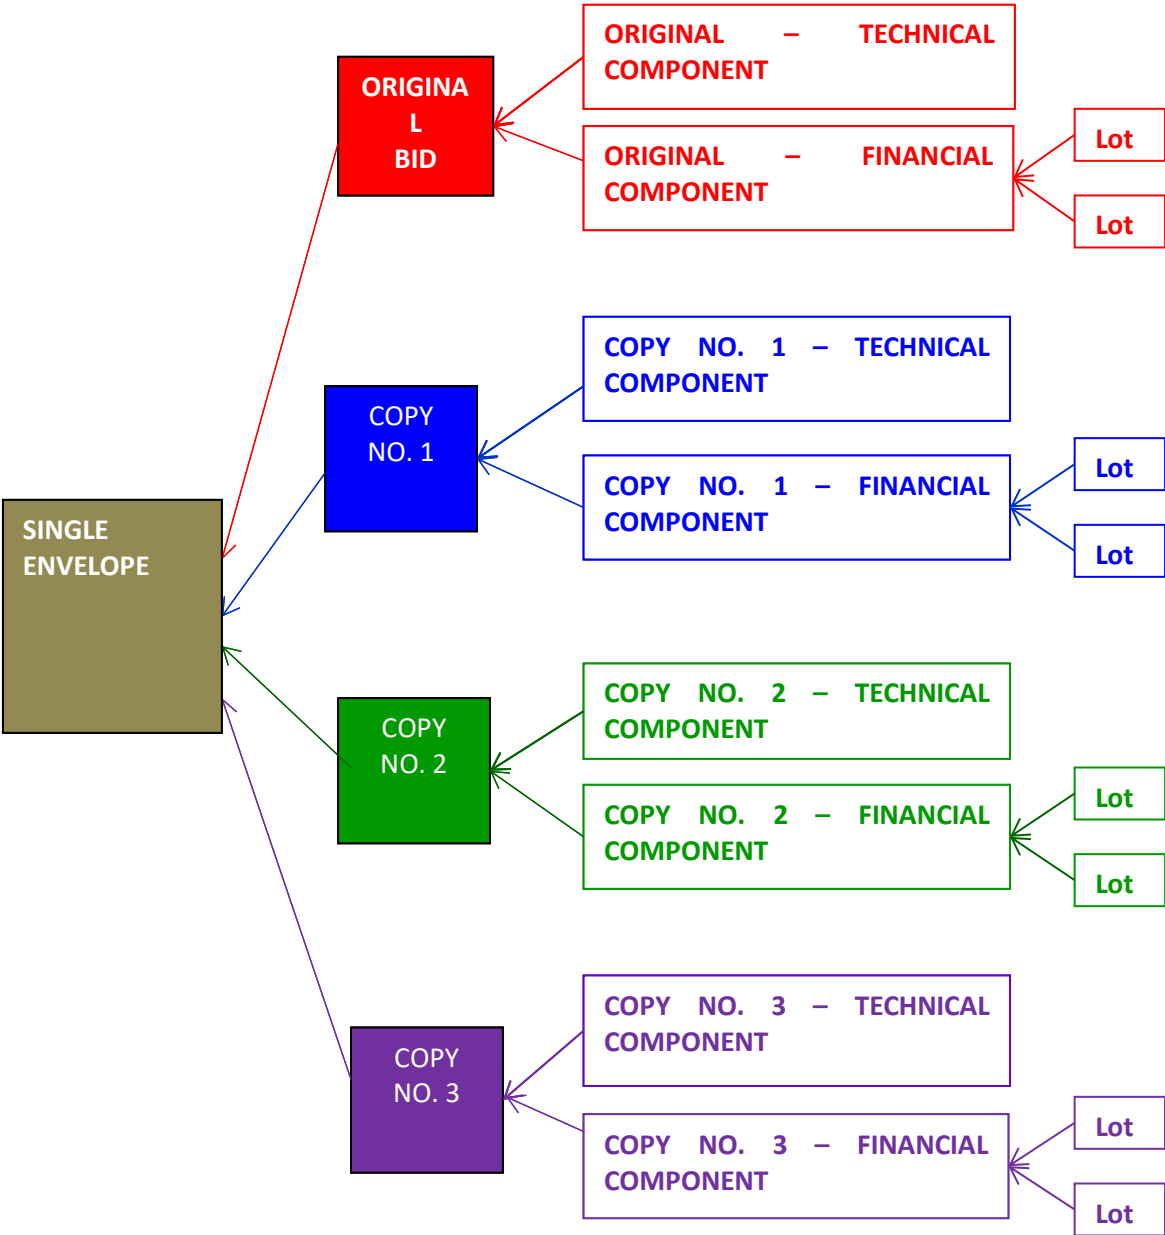 ORIGINAL – TECHNICAL
COMPONENT
ORIGINA
L
BID
ORIGINAL – FINANCIAL
COMPONENT
Lot
Lot
COPY NO. 1 – TECHNICAL
COMPONENT
COPY
NO. 1
COPY NO. 1 – FINANCIAL
COMPONENT
Lot
Lot
SINGLE
ENVELOPE
COPY NO. 2 – TECHNICAL
COMPONENT
COPY
NO. 2
COPY NO. 2 – FINANCIAL
COMPONENT
Lot
Lot
COPY NO. 3 – TECHNICAL
COMPONENT
COPY
NO. 3
COPY NO. 3 – FINANCIAL
COMPONENT
Lot
Lot